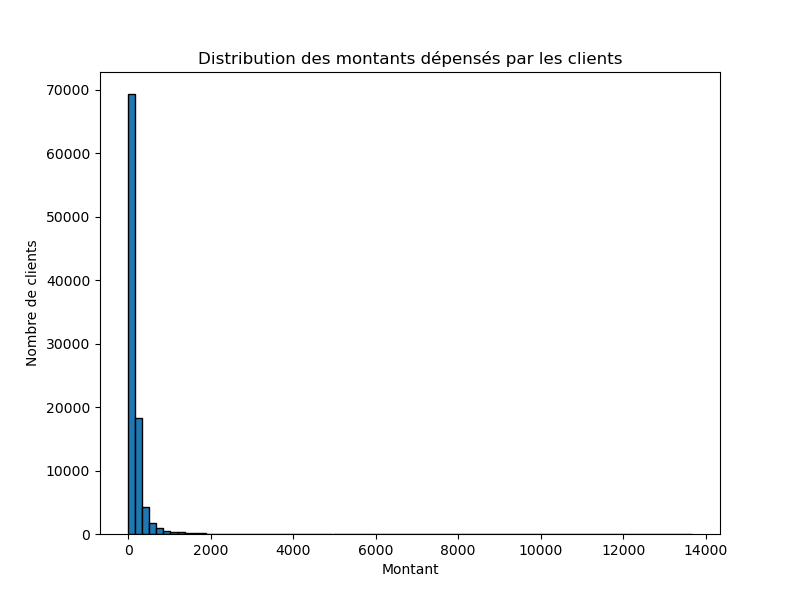 Distribution des montants dépensés par les clients
70000
60000
50000
40000
30000
20000
10000
0
Nombre de clients
0 2000 4000 6000 8000 10000 12000 14000
Montant